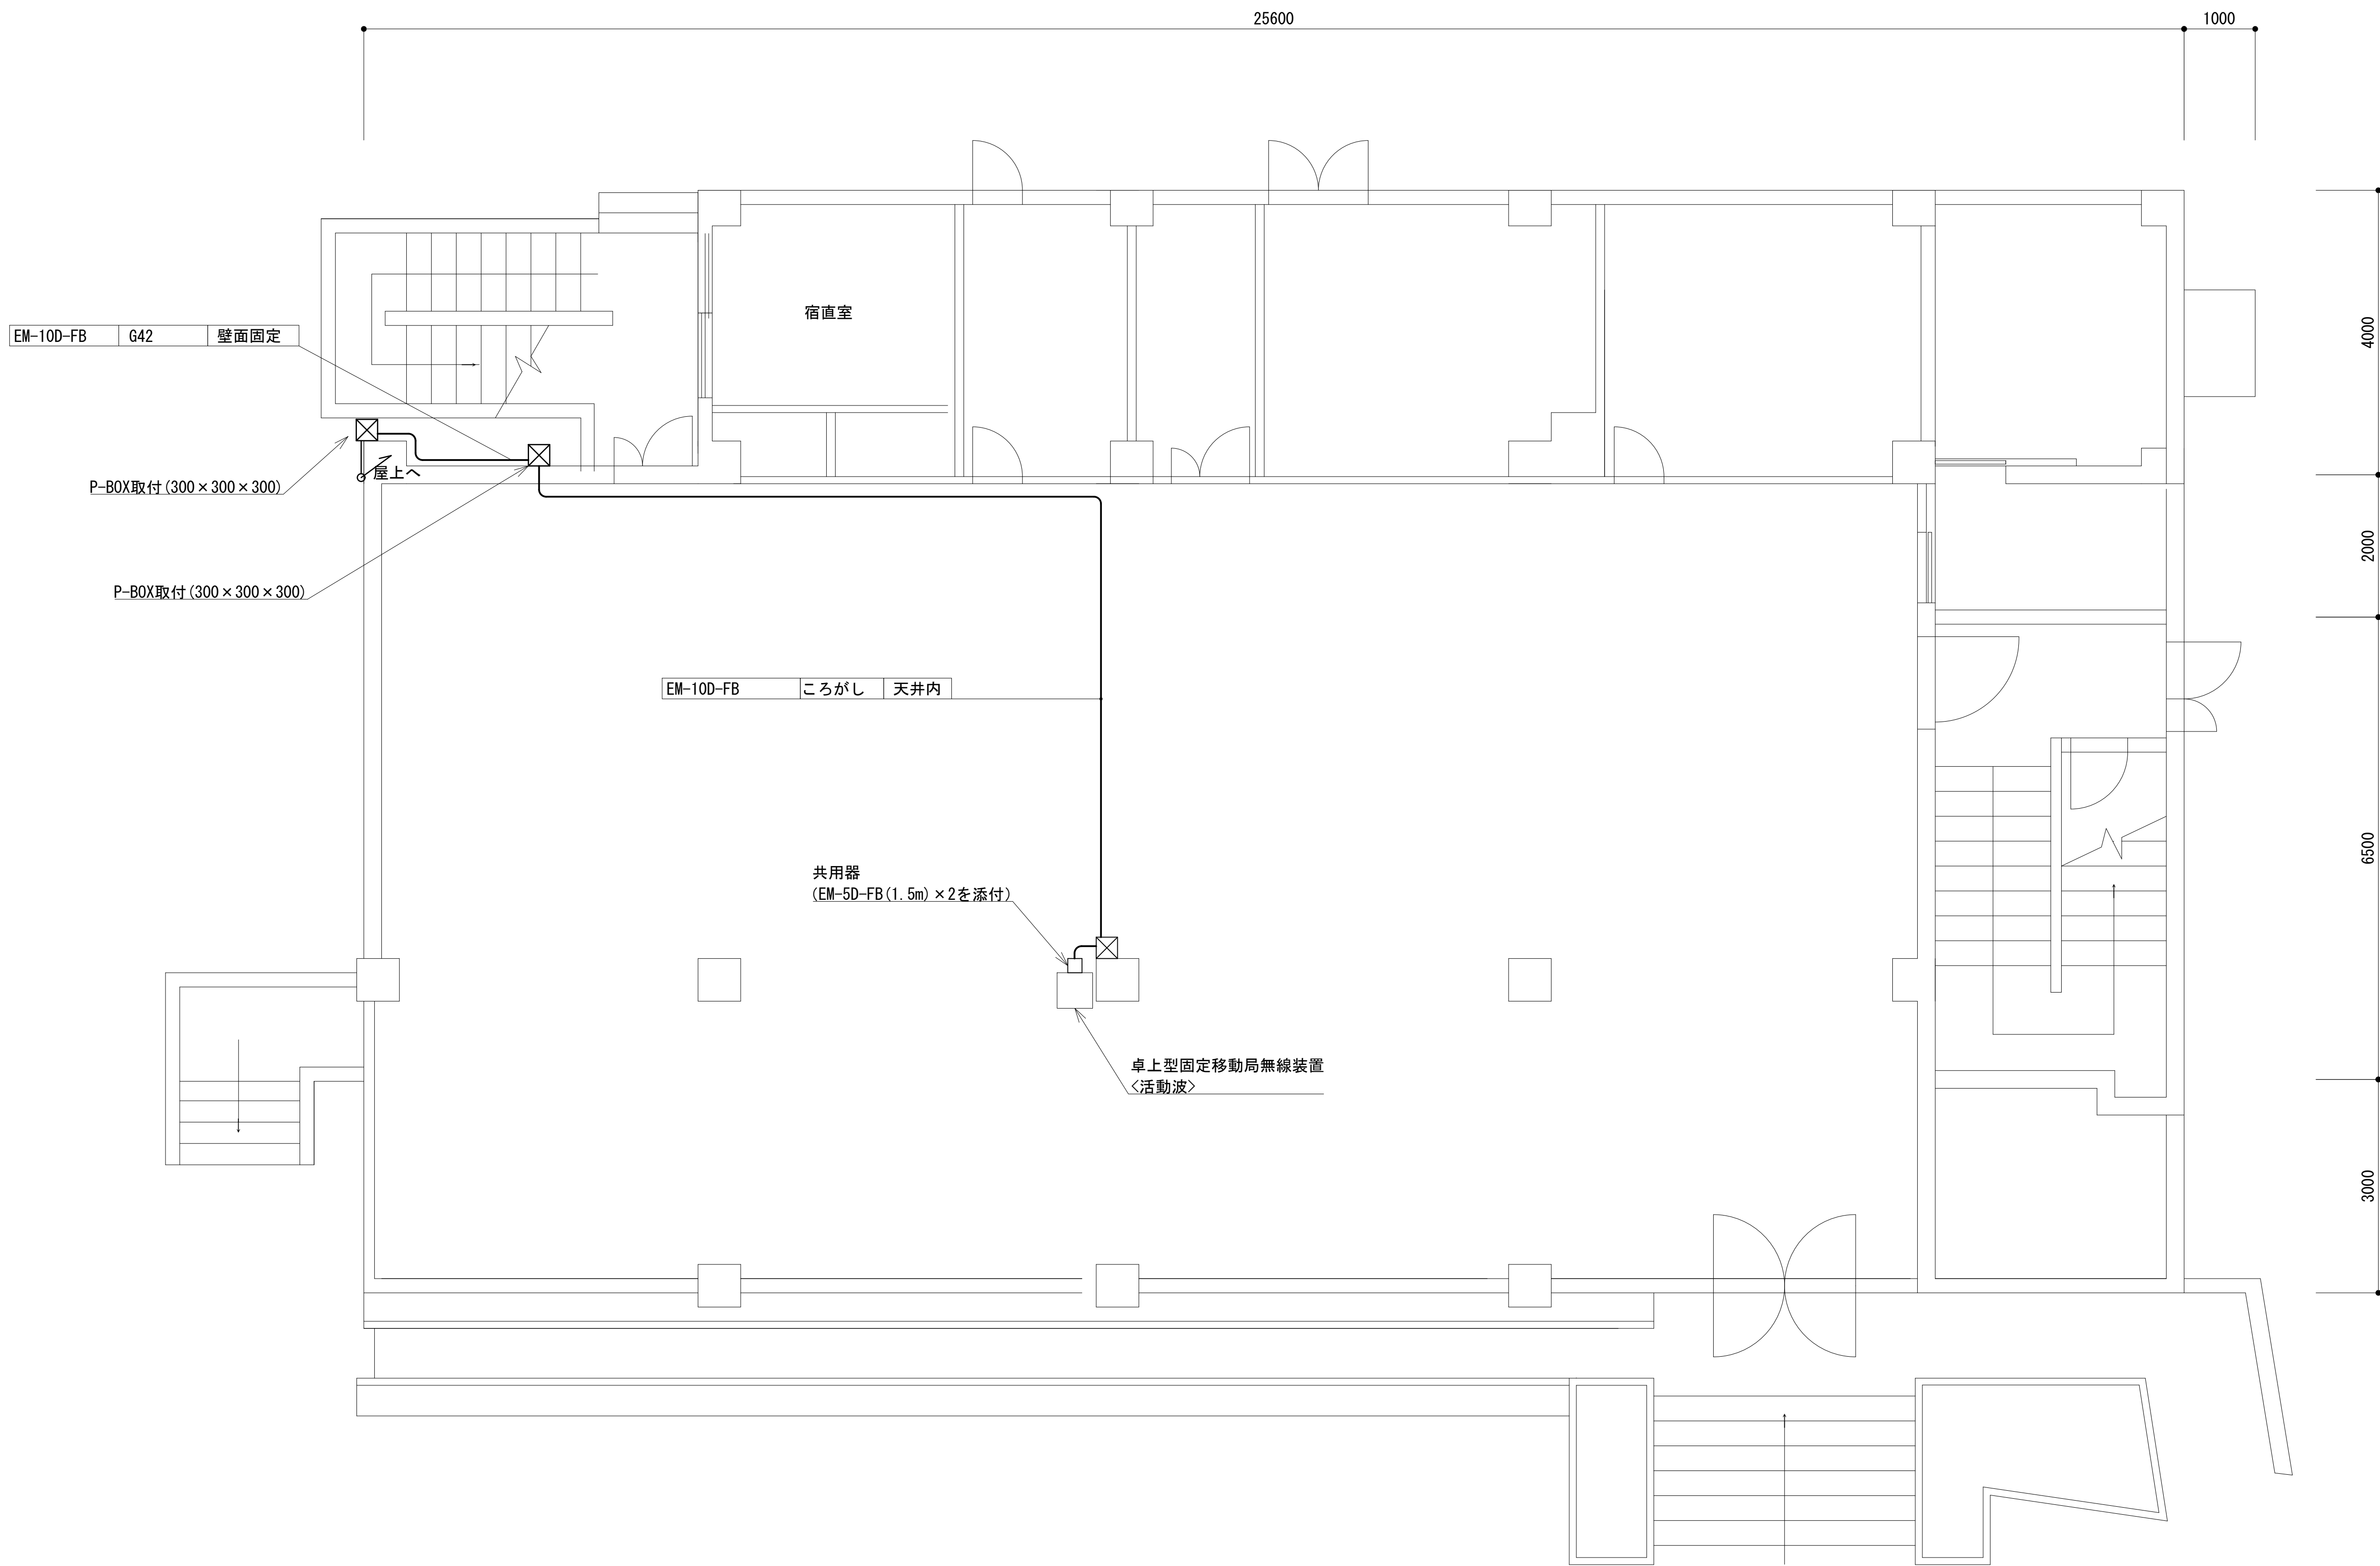 25600
1000
宿直室
4000
EM-10D-FB G42 壁面固定
屋上へ
P-BOX取付(300×300×300)
2000
P-BOX取付(300×300×300)
EM-10D-FB ころがし 天井内
6500
共用器
(EM-5D-FB(1.5m)×2を添付)
卓上型固定移動局無線装置
<活動波>
3000